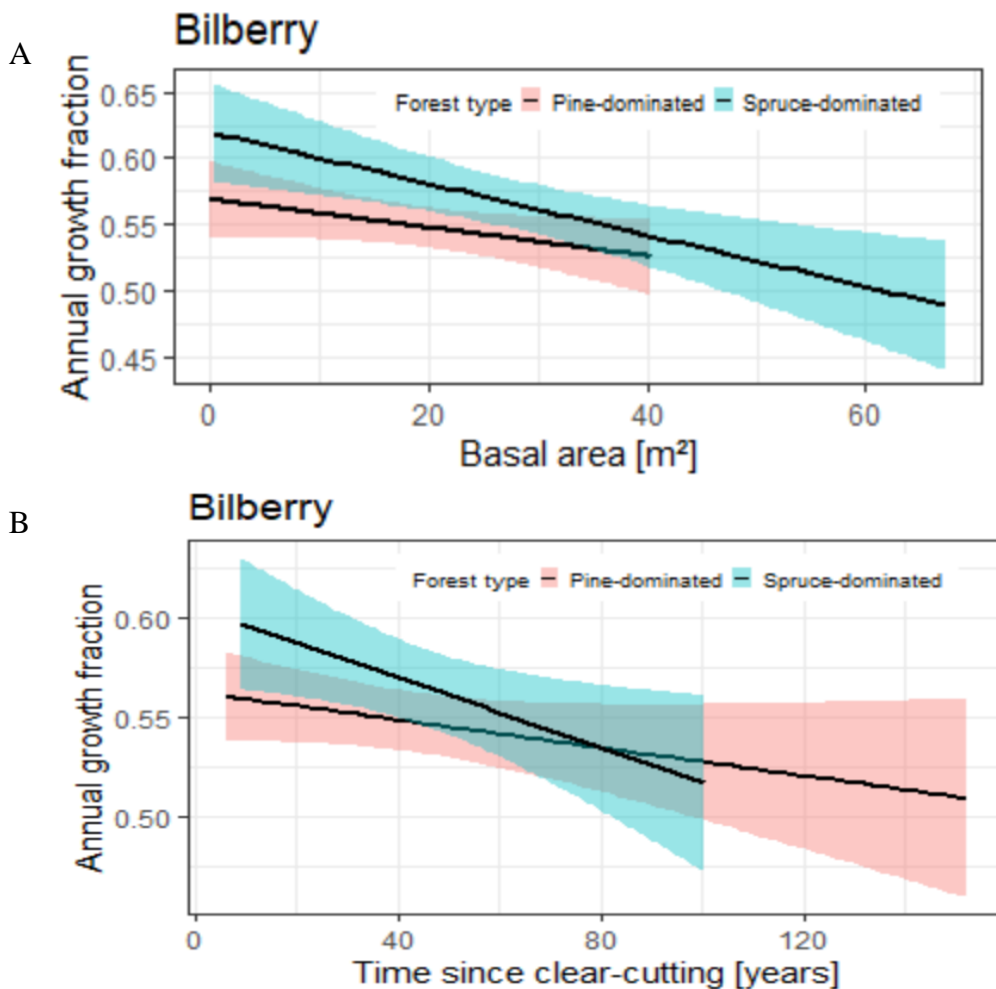 A
Bilberry
Annual growth fraction
Forest type Pine-dominated Spruce-dominated
0.65
0.60
0.55
0.50
0.45
0 20 40 60
Basal area [m²]
B
Bilberry
Annual growth fraction
Forest type Pine-dominated Spruce-dominated
0.60
0.55
0.50
0 40 80 120
Time since clear-cutting [years]